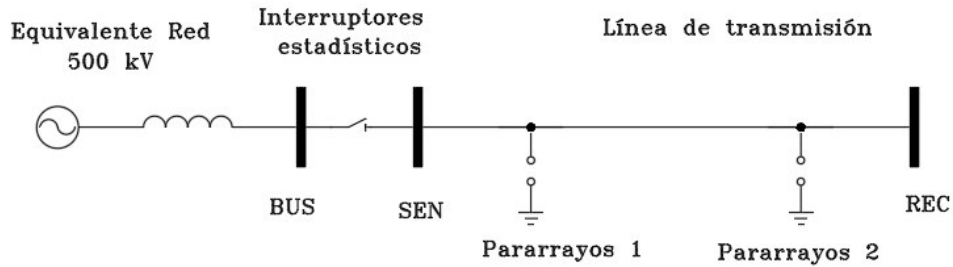 Equivalente Red
500 kV
Interruptores
estadísticos
Línea de transmisión
BUS
SEN
REC
Pararrayos 1
Pararrayos 2